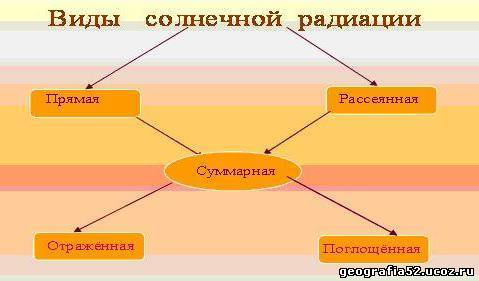 Виды солнечной радиации
Прямая
Рассеянная
Суммарная
Отражённая
Поглощённая
geografia52.ucoz.ru